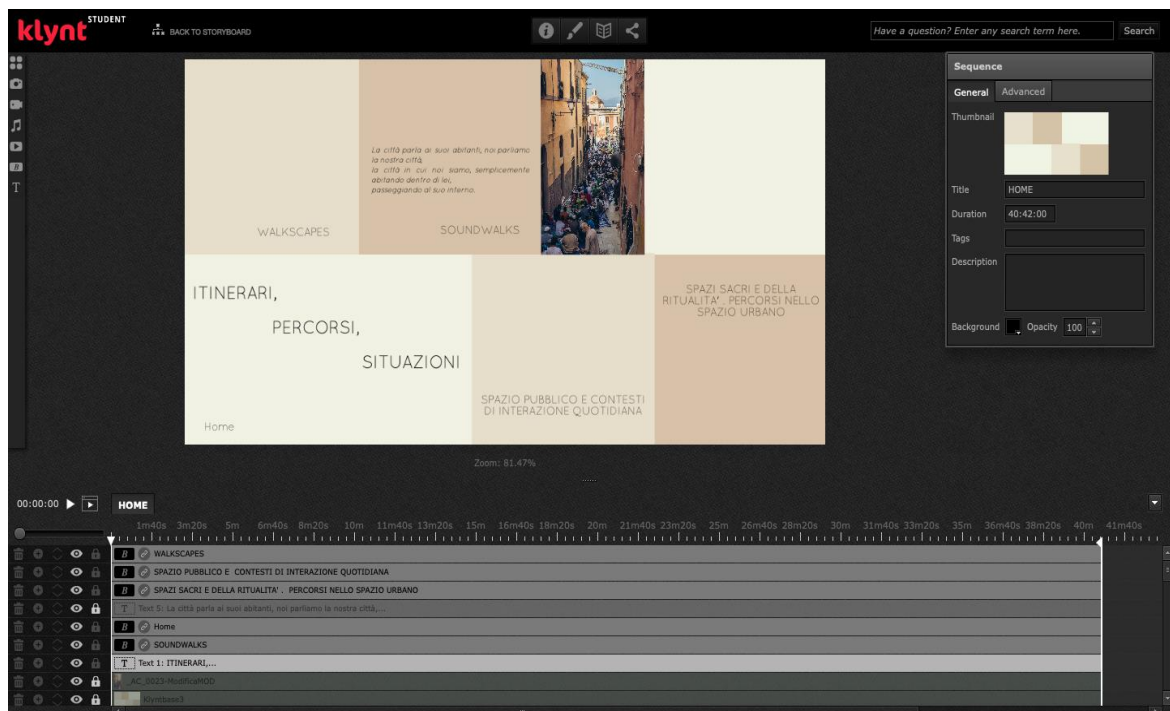 klynt STUDENT
BACK TO STORYBOARD
Have a question? Enter any search term here.
Search
Sequence
General
Advanced
Thumbnail
Title
HOME
Duration
40:42:00
Tags
Description
Background
Opacity
100
La città parla ai suoi abitanti, noi parliamo
la nostra città,
la città in cui noi siamo, semplicemente
abitando dentro di lei,
passeggiando al suo interno.
WALKSCAPES
SOUNDWALKS
ITINERARI,
PERCORSI,
SITUAZIONI
Home
SPAZIO PUBBLICO E CONTESTI
DI INTERAZIONE QUOTIDIANA
SPAZI SACRI E DELLA
RITUALITA' . PERCORSI NELLO
SPAZIO URBANO
Zoom: 81.47%
00:00:00
HOME
1m40s 3m20s 5m 6m40s 8m20s 10m 11m40s 13m20s 15m 16m40s 18m20s 20m 21m40s 23m20s 25m 26m40s 28m20s 30m 31m40s 33m20s 35m 36m40s 38m20s 40m 41m40s
B WALKSCAPES
B SPAZIO PUBBLICO E CONTESTI DI INTERAZIONE QUOTIDIANA
B SPAZI SACRI E DELLA RITUALITA' . PERCORSI NELLO SPAZIO URBANO
T Text 5: La città parla ai suoi abitanti, noi parliamo la nostra città,...
B Home
B SOUNDWALKS
T Text 1: ITINERARI,...
_AC_0023-ModificaMOD
Klyntbase3